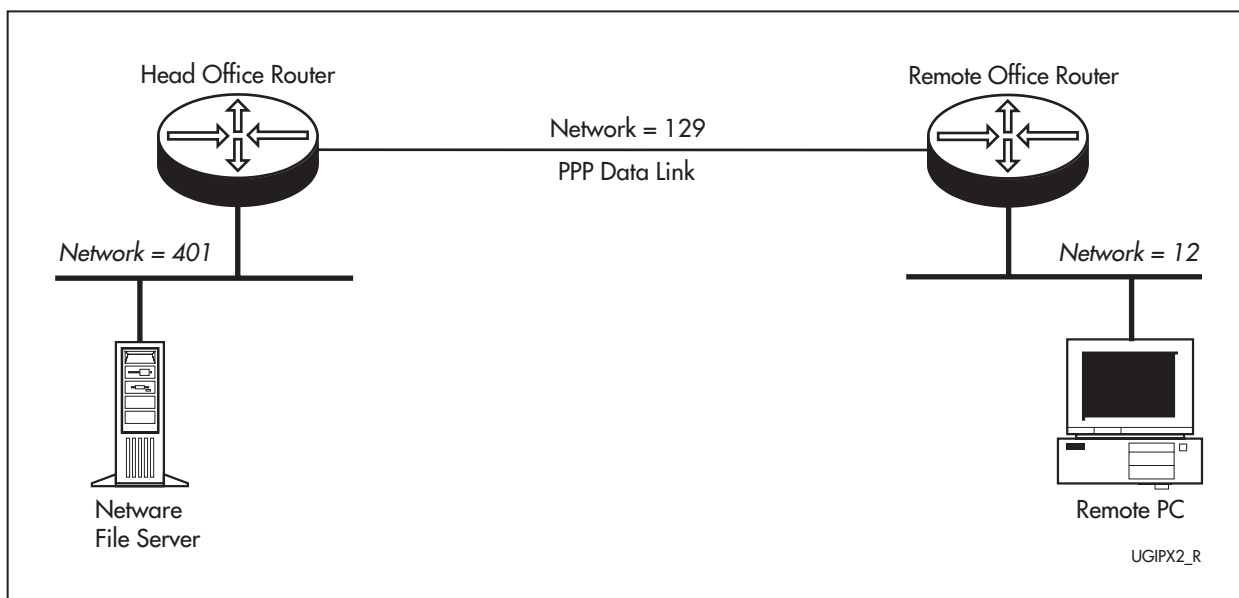 Head Office Router
Remote Office Router
Network = 129
PPP Data Link
Network = 401
Network = 12
Netware
File Server
Remote PC
UGIPX2_R